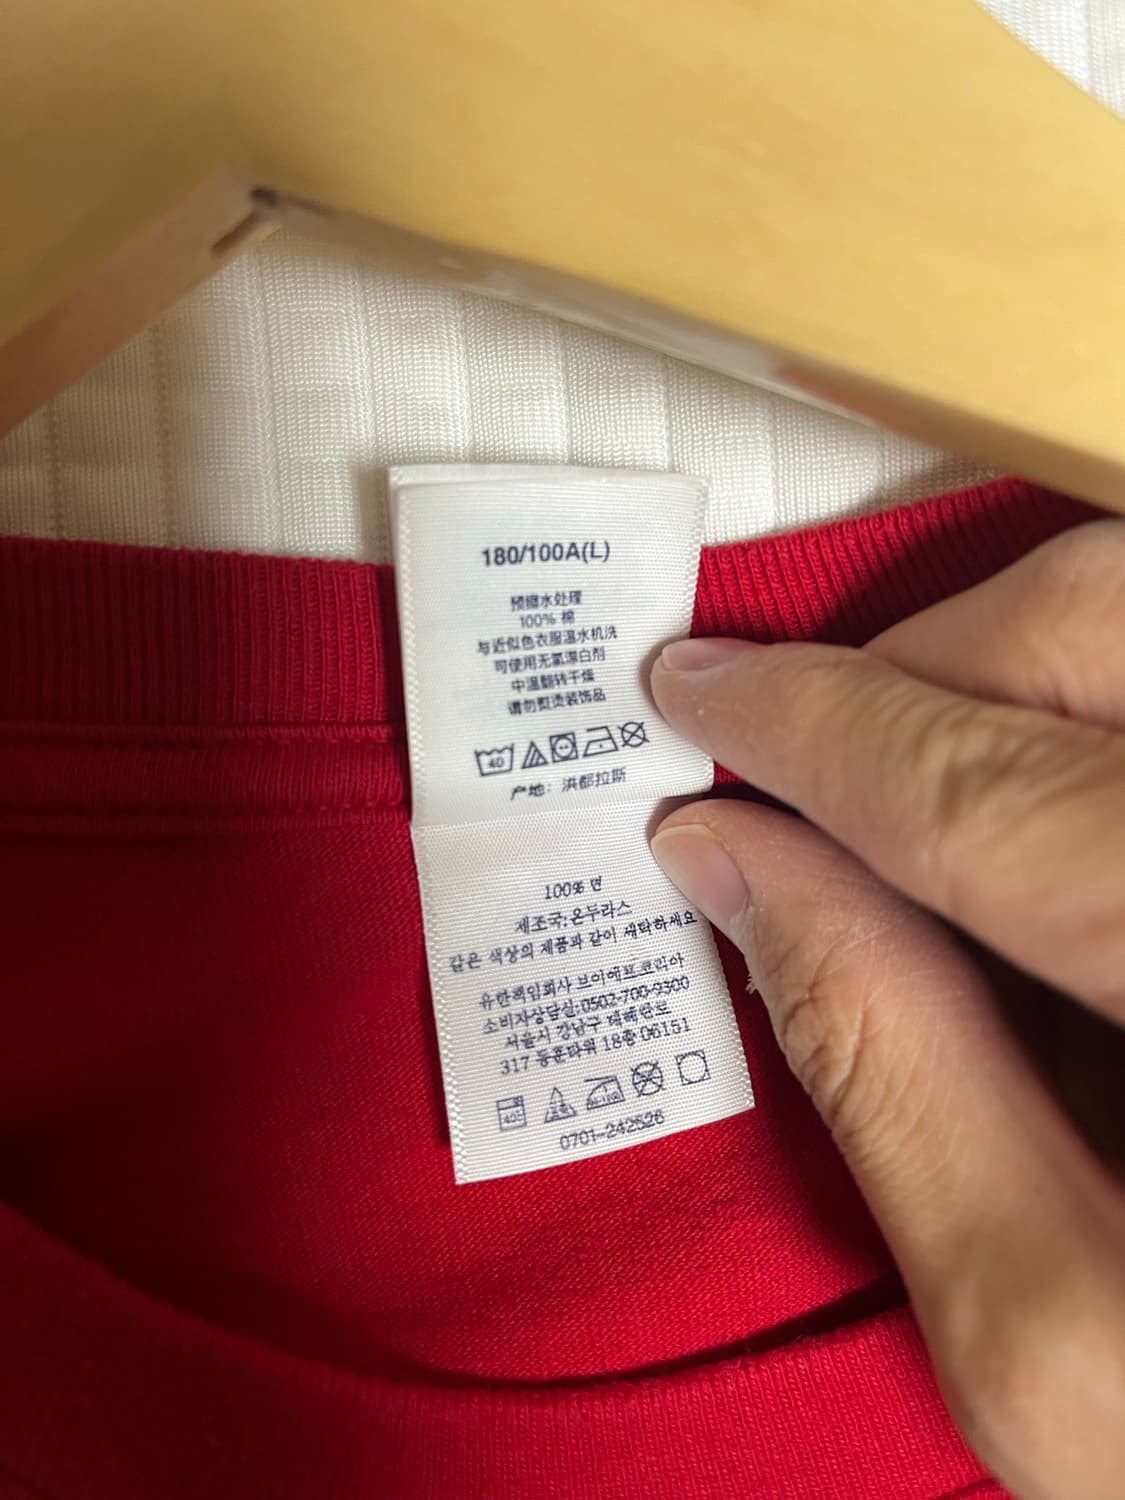 180/100A(L)
预缩水处理
100% 棉
与近似色衣服温水机洗
可使用无氯漂白剂
中温翻转干燥
请勿熨烫装饰品
40
产地：洪都拉斯
100% 면
제조국:온두라스
같은 색상의 제품과 같이 세탁하세요
유한책임회사 브이에프코리아
소비자상담실:0502-700-9300
서울시 강남구 테헤란로
317 동훈타워 18층 06151
0701-242526